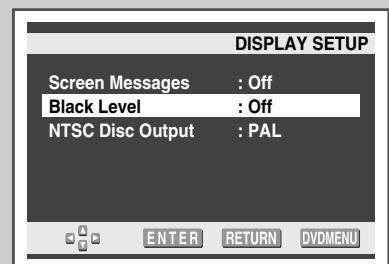 DISPLAY SETUP
Screen Messages : Off
Black Level : Off
NTSC Disc Output : PAL
ENTER RETURN DVDMENU